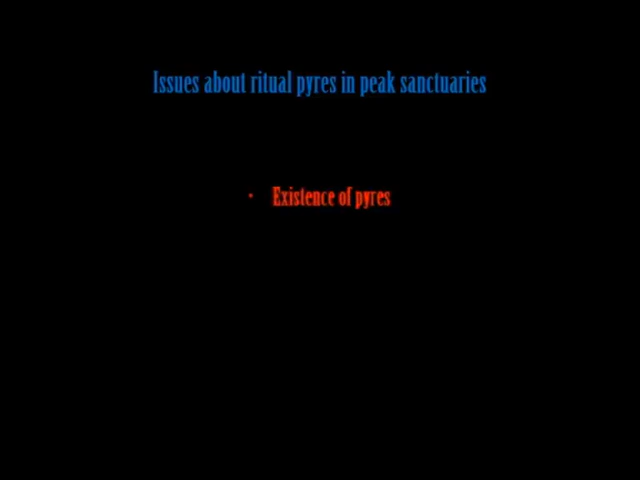 Issues about ritual pyres in peak sanctuaries
· Existence of pyres